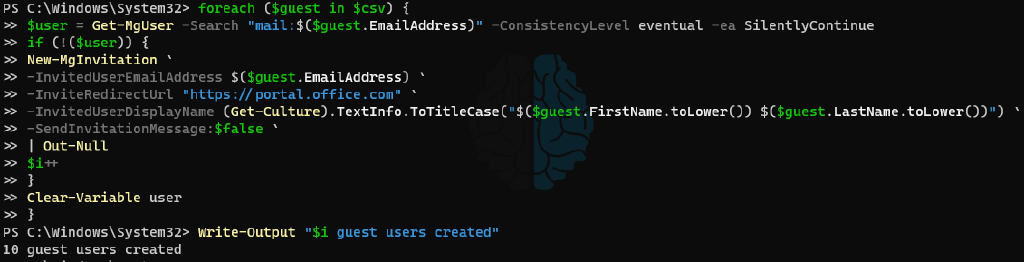 PS C:\Windows\System32> foreach ($guest in $csv) {
>> $user = Get-MgUser -Search "mail:$($guest.EmailAddress)" -ConsistencyLevel eventual -ea SilentlyContinue
>> if (!($user)) {
>> New-MgInvitation `
>> -InvitedUserEmailAddress $($guest.EmailAddress) `
>> -InviteRedirectUrl "https://portal.office.com" `
>> -InvitedUserDisplayName (Get-Culture).TextInfo.ToTitleCase("$($guest.FirstName.toLower()) $($guest.LastName.toLower())") `
>> -SendInvitationMessage:$false `
>> | Out-Null
>> $i++
>> }
>> Clear-Variable user
>> }
PS C:\Windows\System32> Write-Output "$i guest users created"
10 guest users created